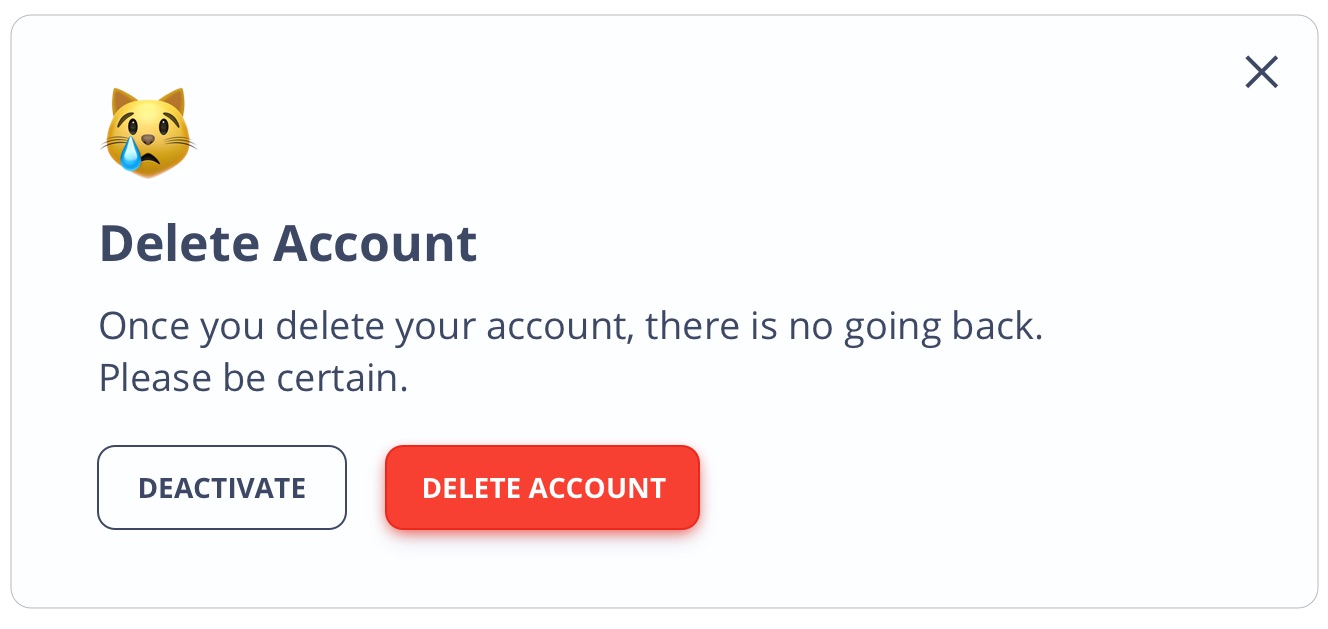 Delete Account
Once you delete your account, there is no going back.
Please be certain.
DEACTIVATE
DELETE ACCOUNT